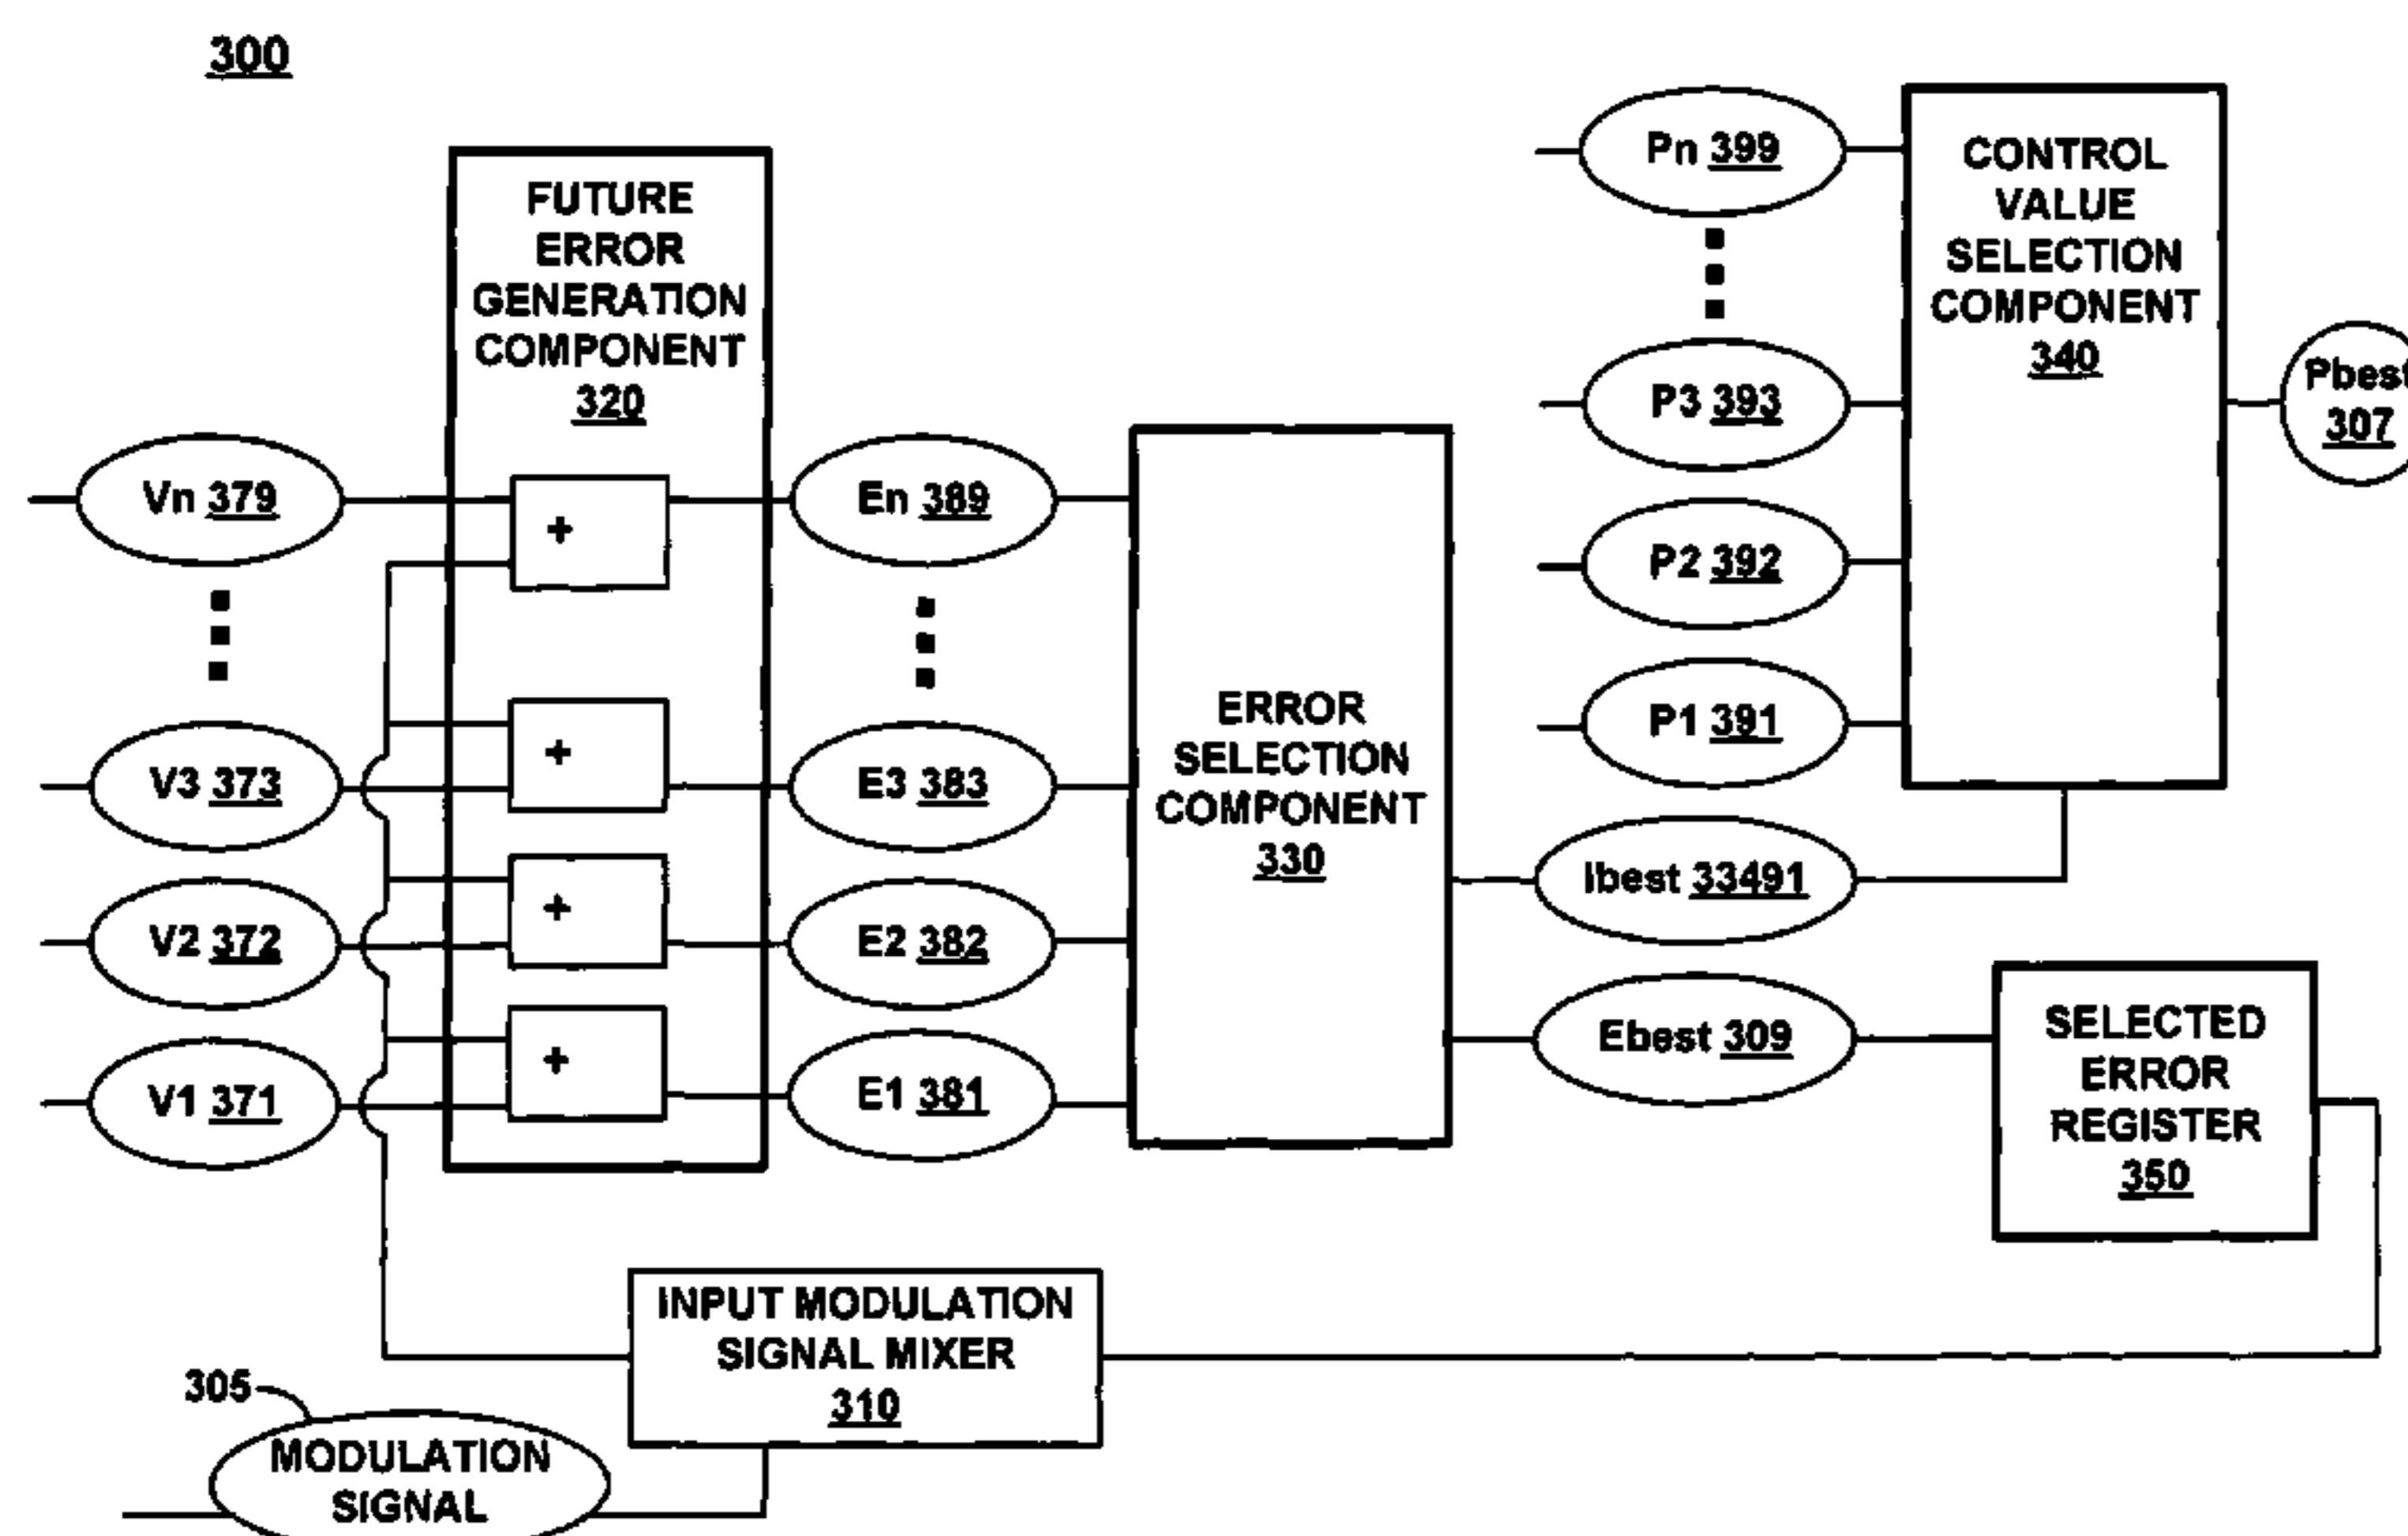 300
FUTURE
ERROR
GENERATION
COMPONENT
320
+
+
+
+
Vn 379
V3 373
V2 372
V1 371
En 389
E3 383
E2 382
E1 381
ERROR
SELECTION
COMPONENT
330
Pn 399
P3 393
P2 392
P1 391
CONTROL
VALUE
SELECTION
COMPONENT
340
Pbest
307
Ibest 33491
Ebest 309
SELECTED
ERROR
REGISTER
350
INPUT MODULATION
SIGNAL MIXER
310
305
MODULATION
SIGNAL